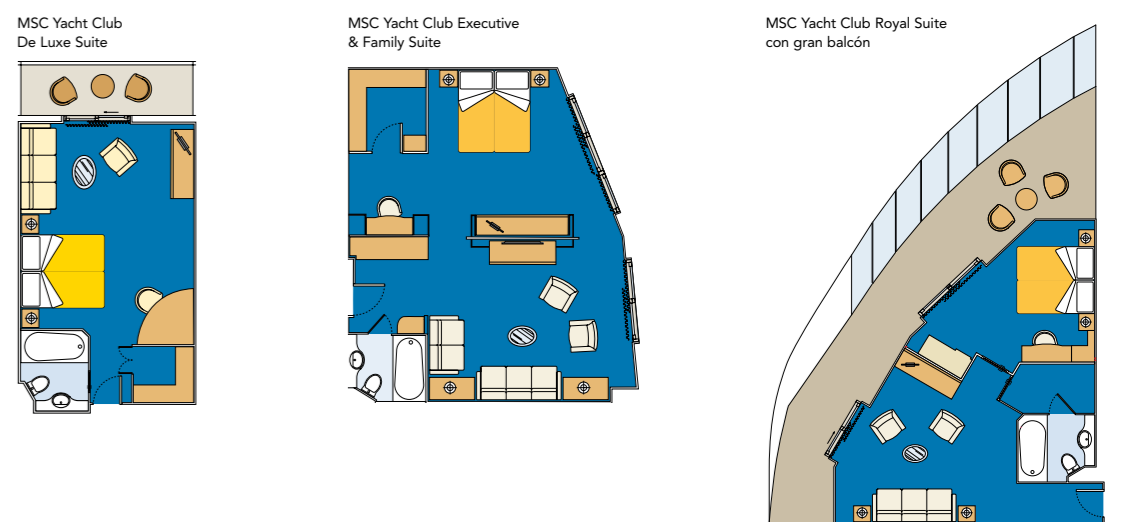 MSC Yacht Club
De Luxe Suite
MSC Yacht Club Executive
& Family Suite
MSC Yacht Club Royal Suite
con gran balcón